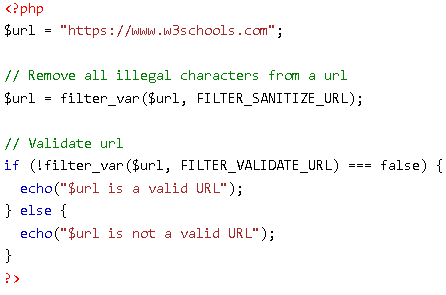 <?php
$url = "https://www.w3schools.com";
// Remove all illegal characters from a url
$url = filter_var($url, FILTER_SANITIZE_URL);
// Validate url
if (!filter_var($url, FILTER_VALIDATE_URL) === false) {
  echo("$url is a valid URL");
} else {
  echo("$url is not a valid URL");
}
?>